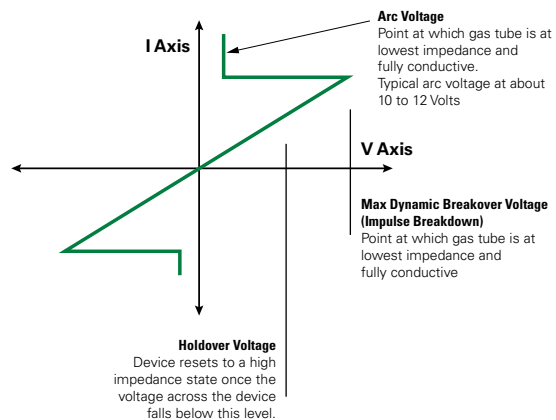 Arc Voltage
Point at which gas tube is at
lowest impedance and
fully conductive.
Typical arc voltage at about
10 to 12 Volts
I Axis
V Axis
Max Dynamic Breakover Voltage
(Impulse Breakdown)
Point at which gas tube is at
lowest impedance and
fully conductive
Holdover Voltage
Device resets to a high
impedance state once the
voltage across the device
falls below this level.